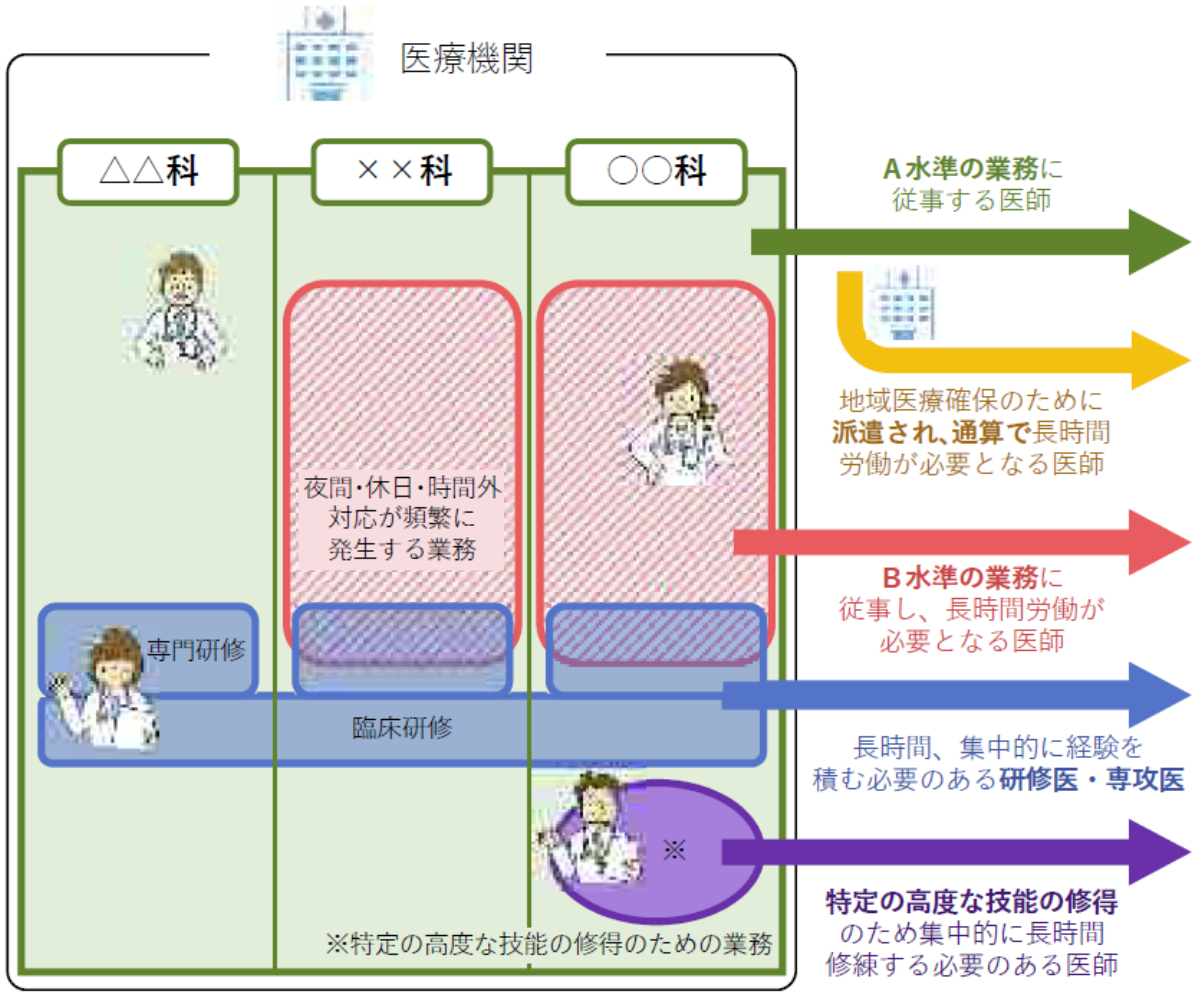 医療機関
△△科
××科
○○科
夜間・休日・時間外
対応が頻繁に
発生する業務
専門研修
臨床研修
※
※特定の高度な技能の修得のための業務
A水準の業務に
従事する医師
地域医療確保のために
派遣され、通算で長時間
労働が必要となる医師
B水準の業務に
従事し、長時間労働が
必要となる医師
長時間、集中的に経験を
積む必要のある研修医・専攻医
特定の高度な技能の修得
のため集中的に長時間
修練する必要のある医師